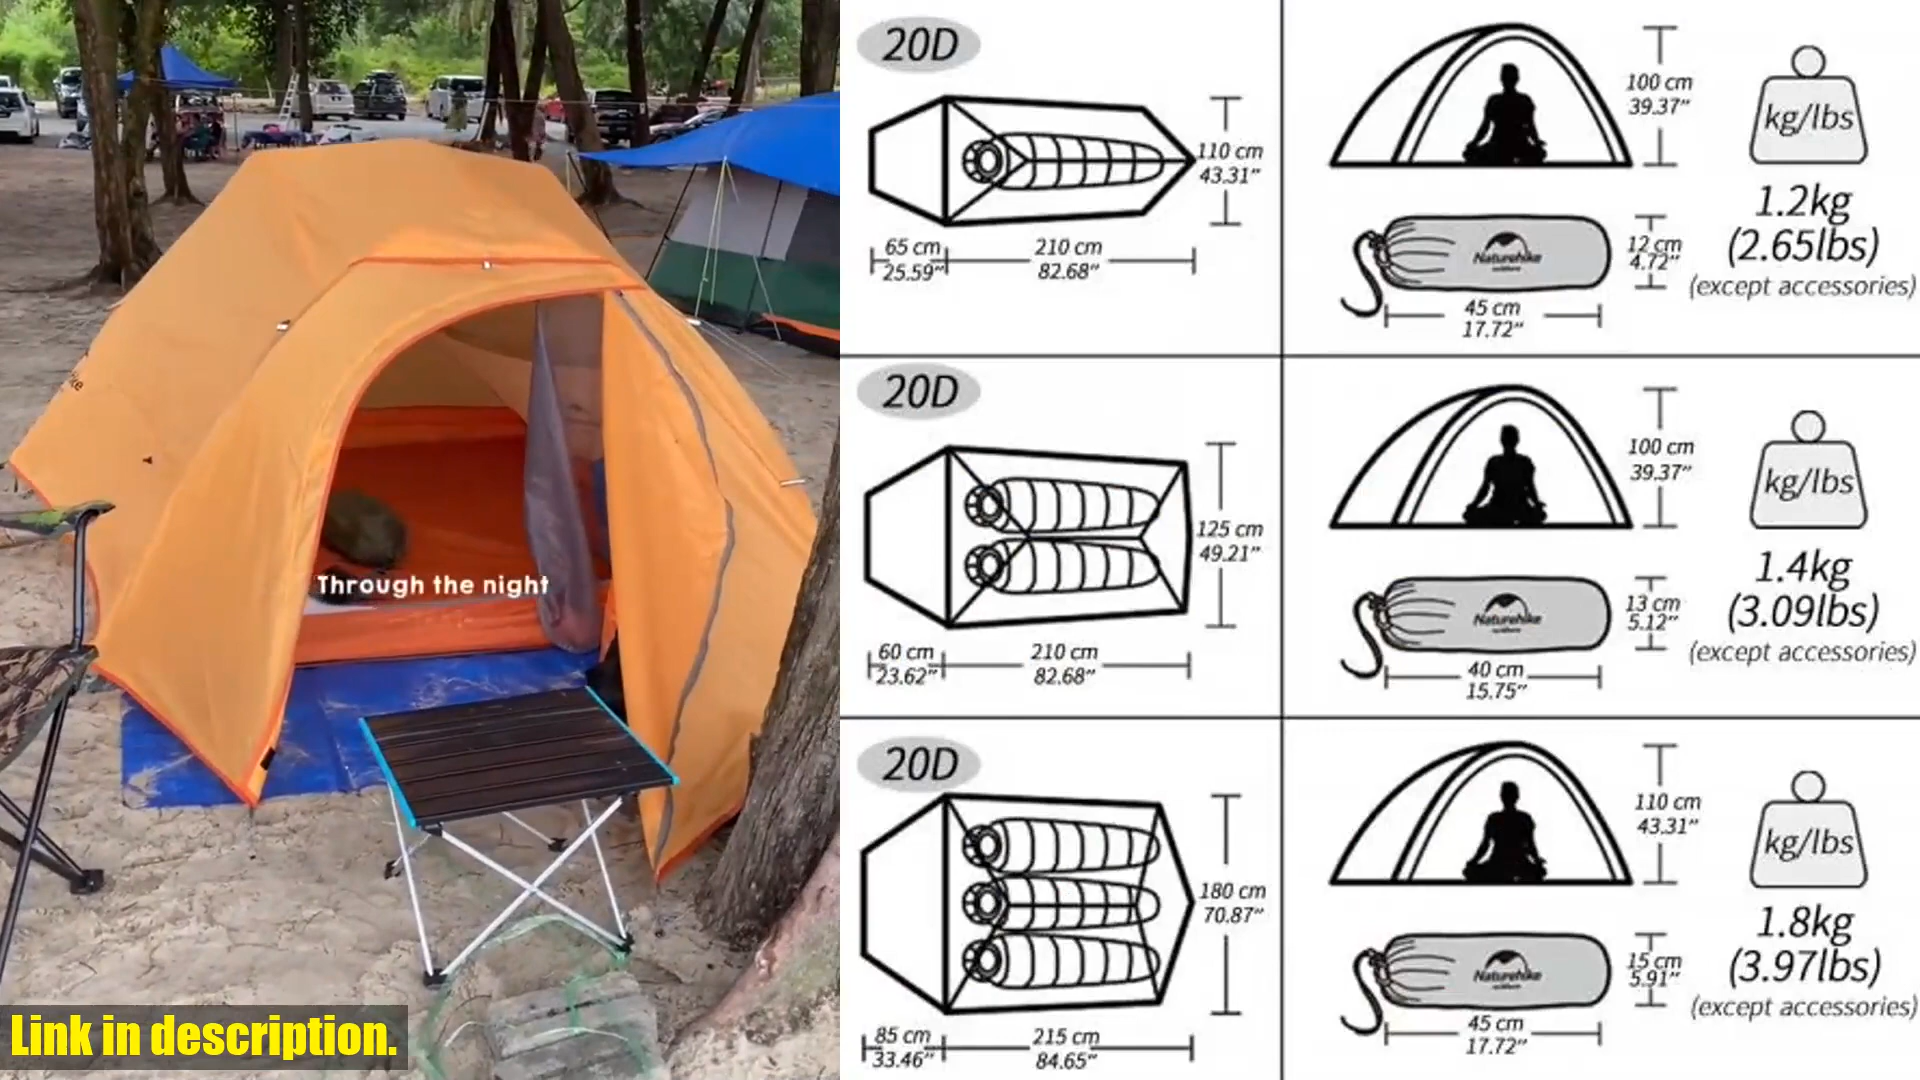 Through the night
Link in description.
20D
110 cm
43.31"
65 cm
25.59"
210 cm
82.68"
100 cm
39.37"
kg/lbs
1.2kg
(2.65lbs)
(except accessories)
Naturehike
12 cm
4.72"
45 cm
17.72"
20D
125 cm
49.21"
60 cm
23.62"
210 cm
82.68"
100 cm
39.37"
kg/lbs
1.4kg
(3.09lbs)
(except accessories)
Naturehike
13 cm
5.12"
40 cm
15.75"
20D
180 cm
70.87"
85 cm
33.46"
215 cm
84.65"
110 cm
43.31"
kg/lbs
1.8kg
(3.97lbs)
(except accessories)
Naturehike
15 cm
5.91"
45 cm
17.72"